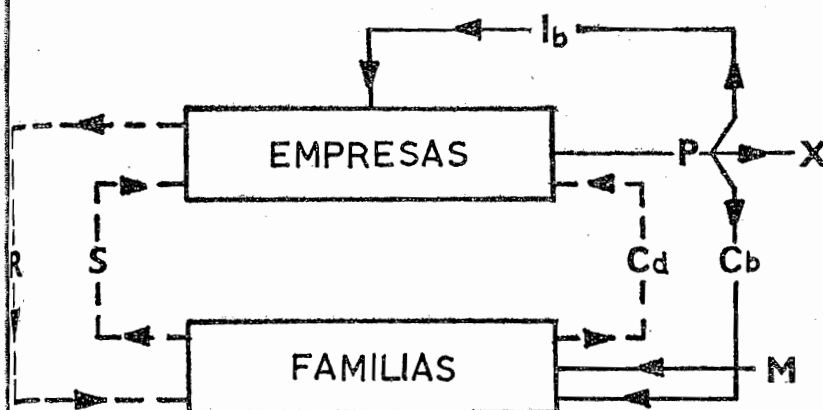 Ib
EMPRESAS
P
X
R
S
Cd
Cb
FAMILIAS
M